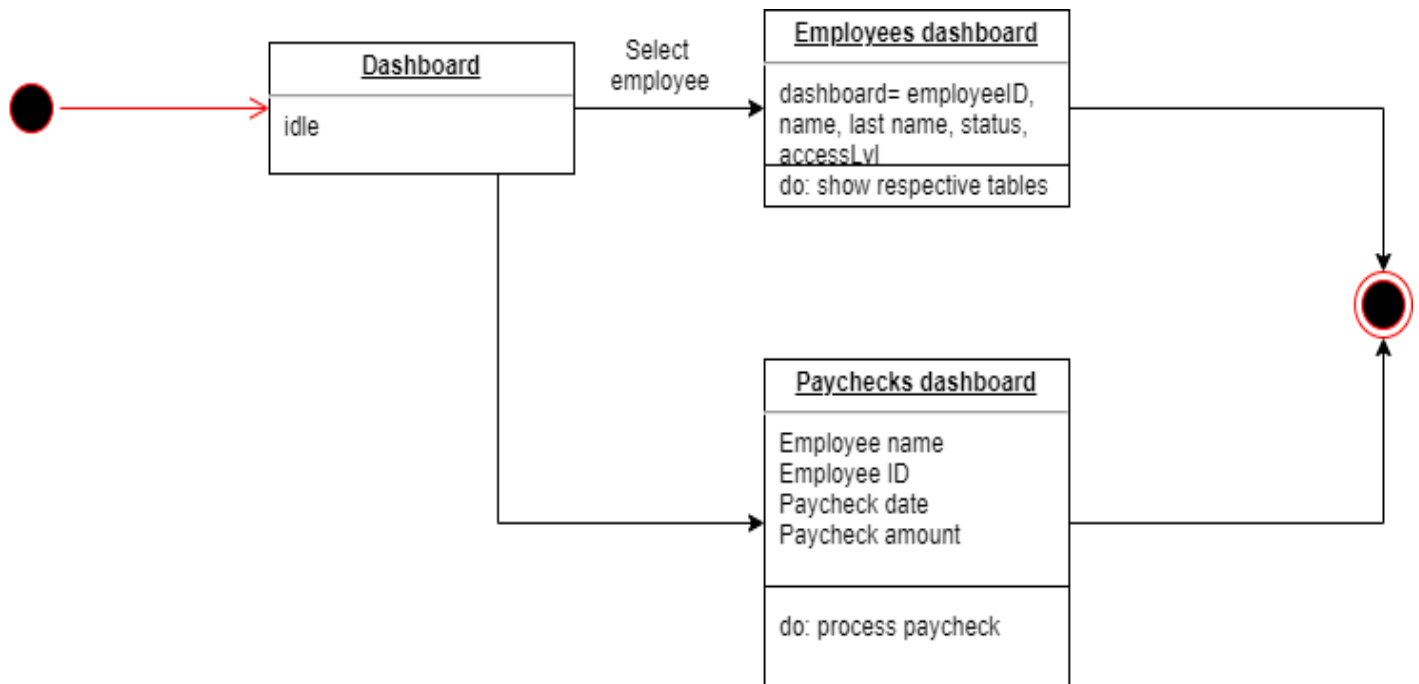 Dashboard
idle
Select
employee
Employees dashboard
dashboard= employeeID,
name, last name, status,
accessLvl
do: show respective tables
Paychecks dashboard
Employee name
Employee ID
Paycheck date
Paycheck amount
do: process paycheck